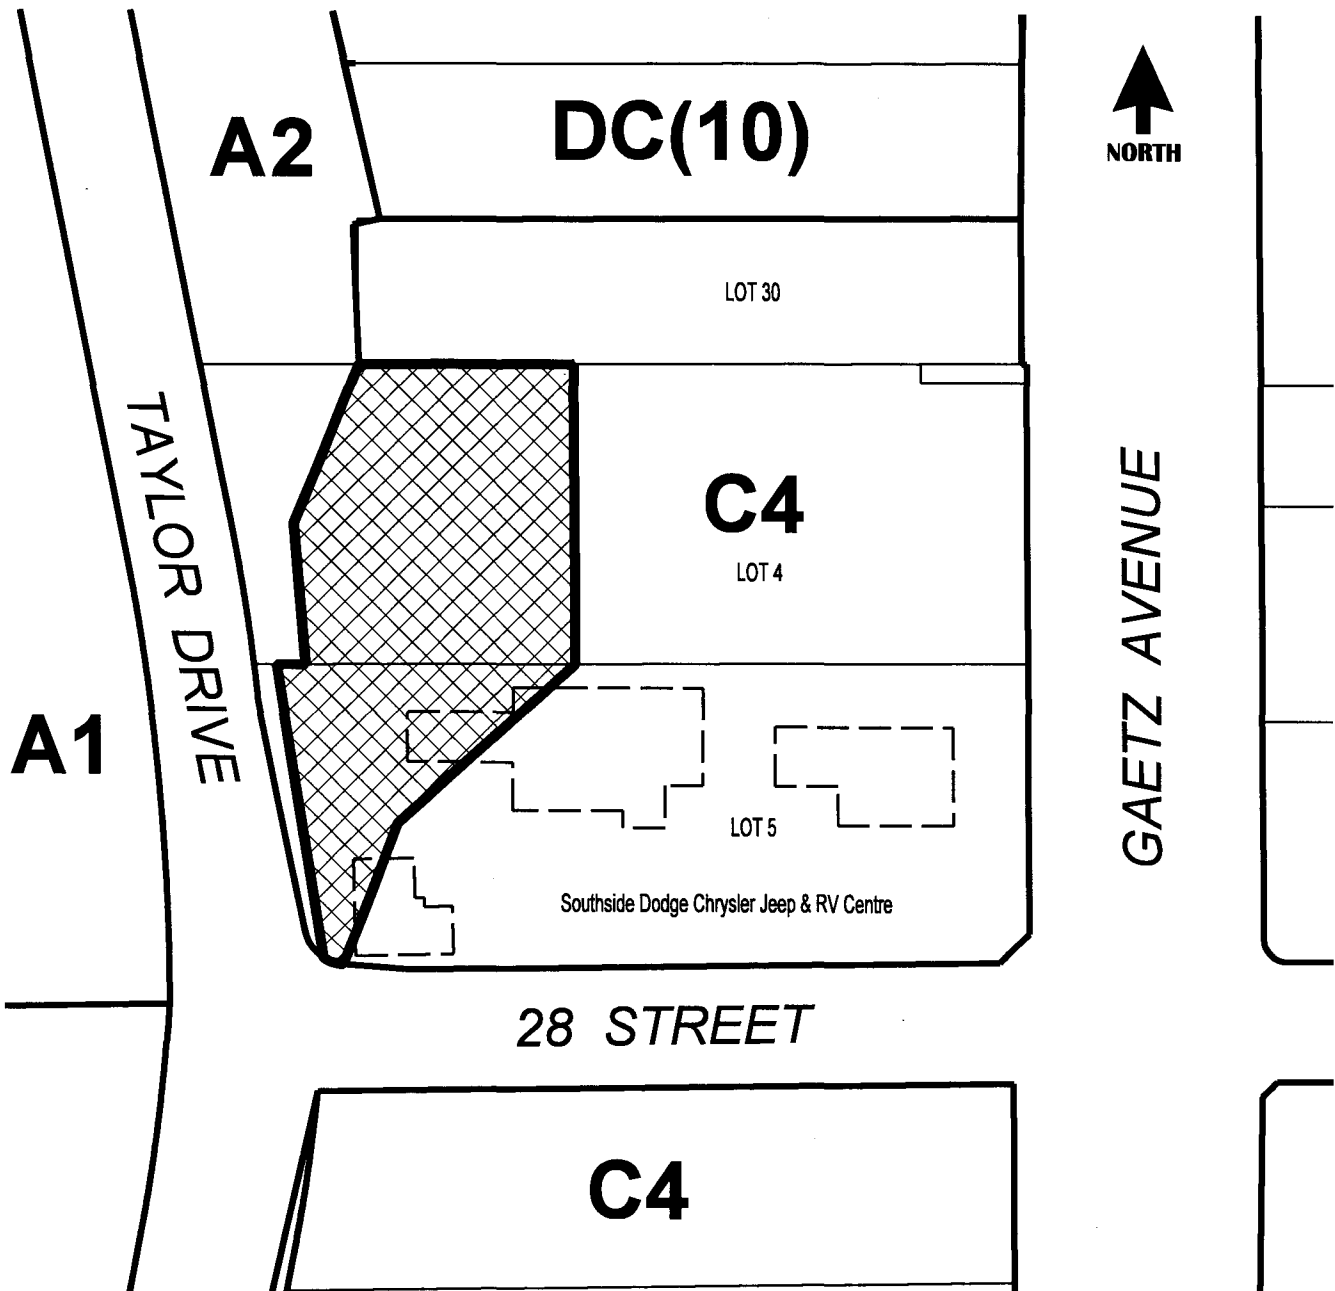 A2
DC(10)
NORTH
LOT 30
TAYLOR DRIVE
C4
LOT 4
GAETZ AVENUE
A1
LOT 5
Southside Dodge Chrysler Jeep & RV Centre
28 STREET
C4